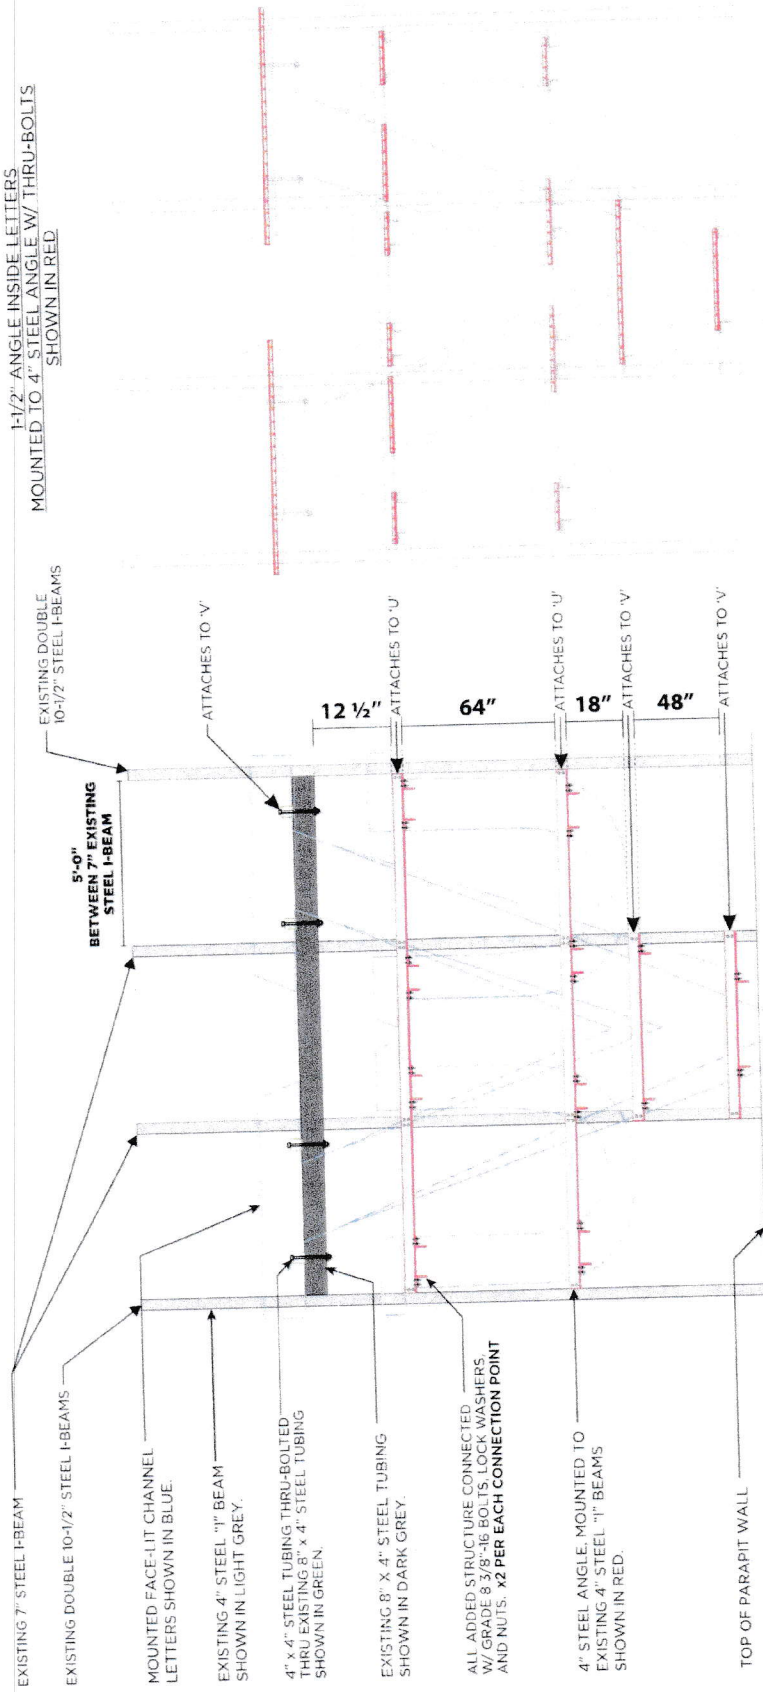 EXISTING 7" STEEL I-BEAM
EXISTING DOUBLE 10-1/2" STEEL I-BEAMS
MOUNTED FACE-LIT CHANNEL
LETTERS SHOWN IN BLUE.
EXISTING 4" STEEL "I" BEAM
SHOWN IN LIGHT GREY.
4" x 4" STEEL TUBING THRU-BOLTED
THRU EXISTING 8" x 4" STEEL TUBING
SHOWN IN GREEN.
EXISTING 8" X 4" STEEL TUBING
SHOWN IN DARK GREY.
ALL ADDED STRUCTURE CONNECTED
W/ GRADE 8 3/8"-16 BOLTS, LOCK WASHERS,
AND NUTS. x2 PER EACH CONNECTION POINT
4" STEEL ANGLE, MOUNTED TO
EXISTING 4" STEEL "I" BEAMS
SHOWN IN RED.
TOP OF PARAPIT WALL
5'-0"
BETWEEN 7" EXISTING
STEEL I-BEAM
EXISTING DOUBLE
10-1/2" STEEL I-BEAMS
ATTACHES TO 'V'
12 ½"
ATTACHES TO 'U'
64"
ATTACHES TO 'U'
18"
ATTACHES TO 'V'
48"
ATTACHES TO 'V'
1-1/2" ANGLE INSIDE LETTERS
MOUNTED TO 4" STEEL ANGLE W/ THRU-BOLTS
SHOWN IN RED